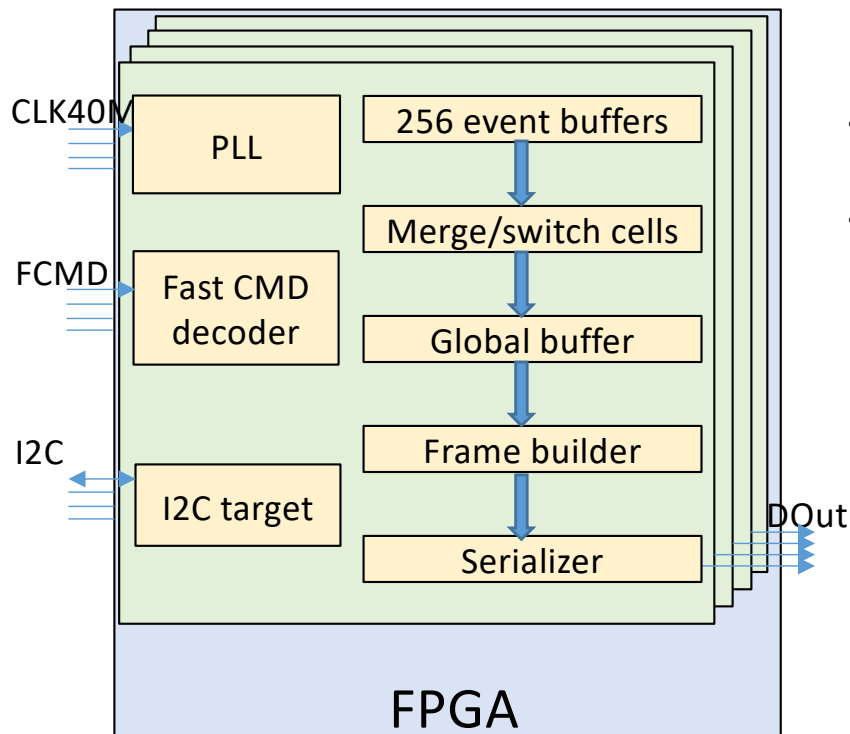 CLK40M
PLL
256 event buffers
Merge/switch cells
FCMD
Fast CMD
decoder
Global buffer
Frame builder
I2C
I2C target
DOut
Serializer
FPGA